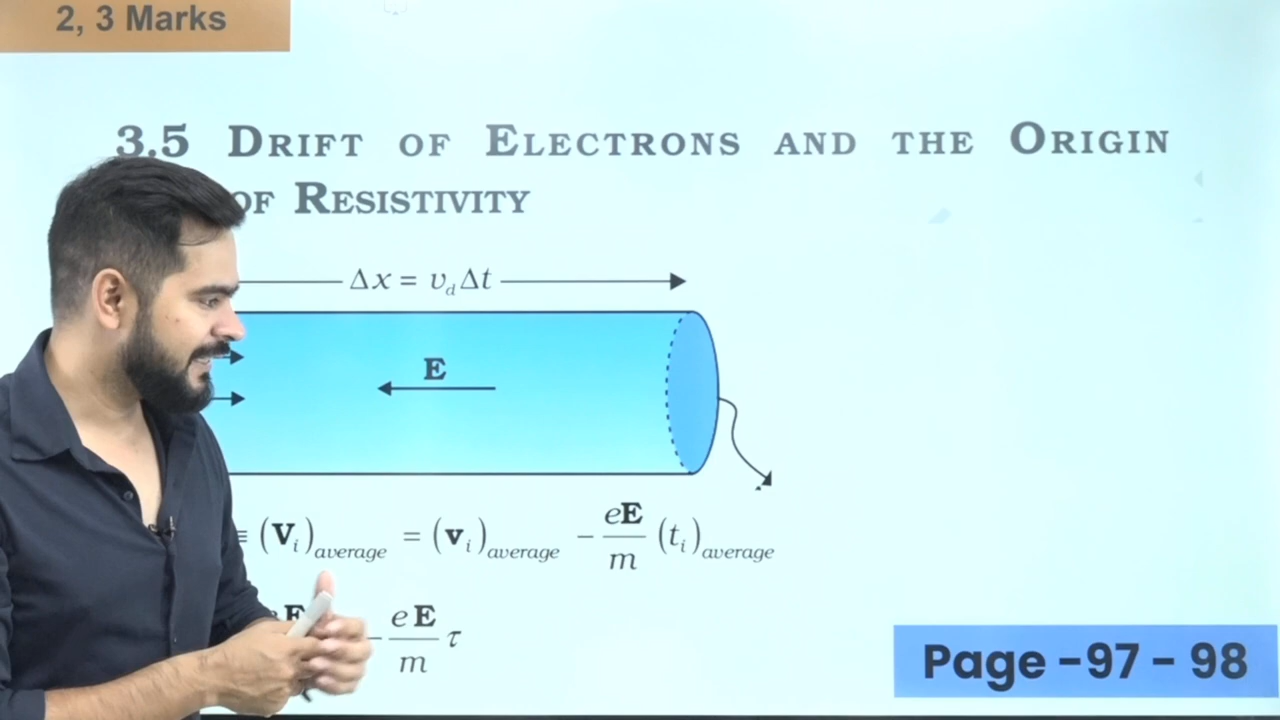 2, 3 Marks
3.5 DRIFT OF ELECTRONS AND THE ORIGIN
OF RESISTIVITY
Δx = v_d Δt
E
≡ (V_i)_average = (v_i)_average − eE/m (t_i)_average
− eE/m τ
Page -97 - 98